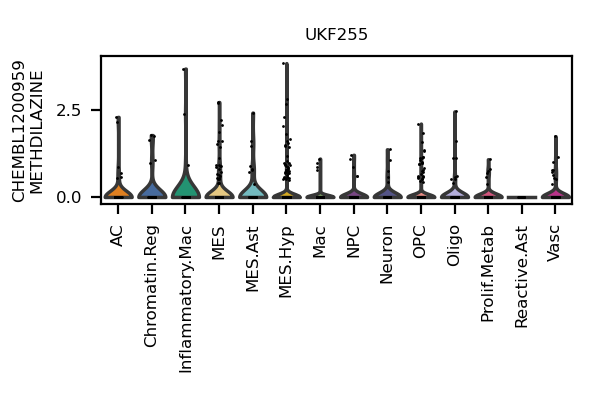 UKF255
CHEMBL1200959
METHDILAZINE
2.5
0.0
AC
Chromatin.Reg
Inflammatory.Mac
MES
MES.Ast
MES.Hyp
Mac
NPC
Neuron
OPC
Oligo
Prolif.Metab
Reactive.Ast
Vasc